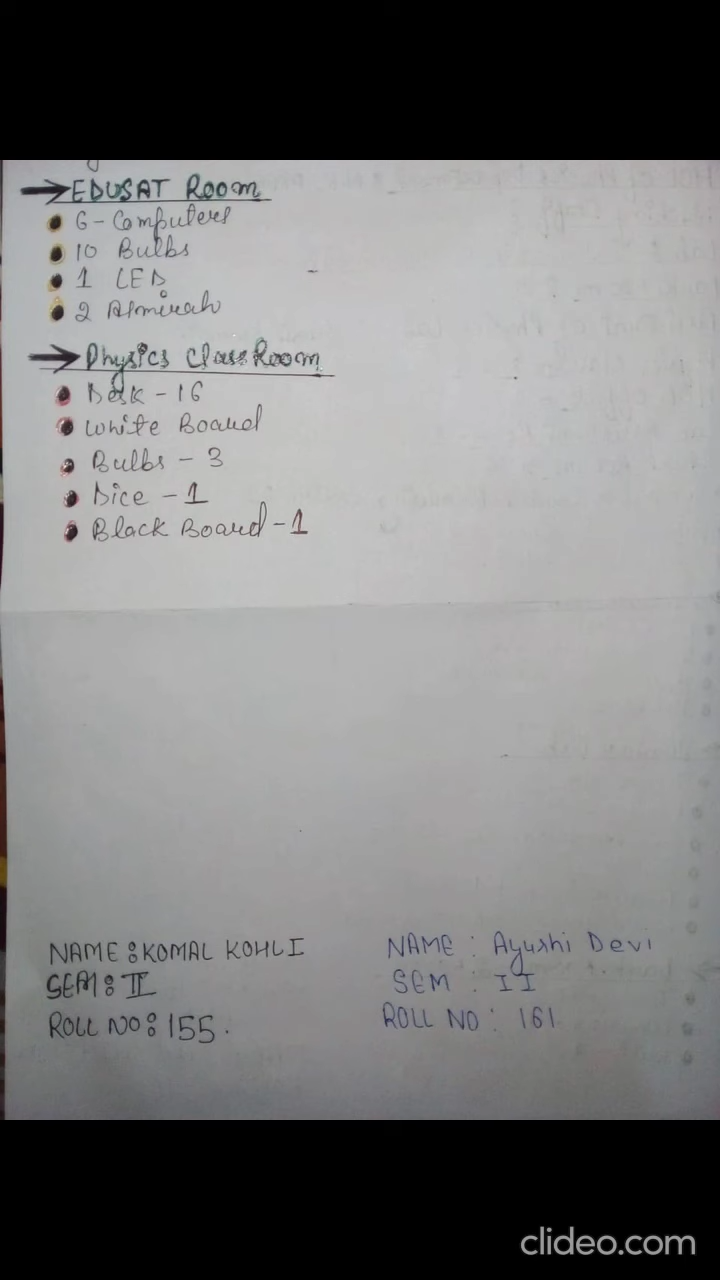 → EDUSAT Room
• 6 - Computers
• 10 Bulbs
• 1 LED
• 2 Almirah
→ Physics Class Room
• Desk - 16
• White Board
• Bulbs - 3
• Dice - 1
• Black Board - 1
NAME : KOMAL KOHLI
SEM : II
ROLL NO : 155.
NAME : Ayushi Devi
SEM : II
ROLL NO : 161
clideo.com